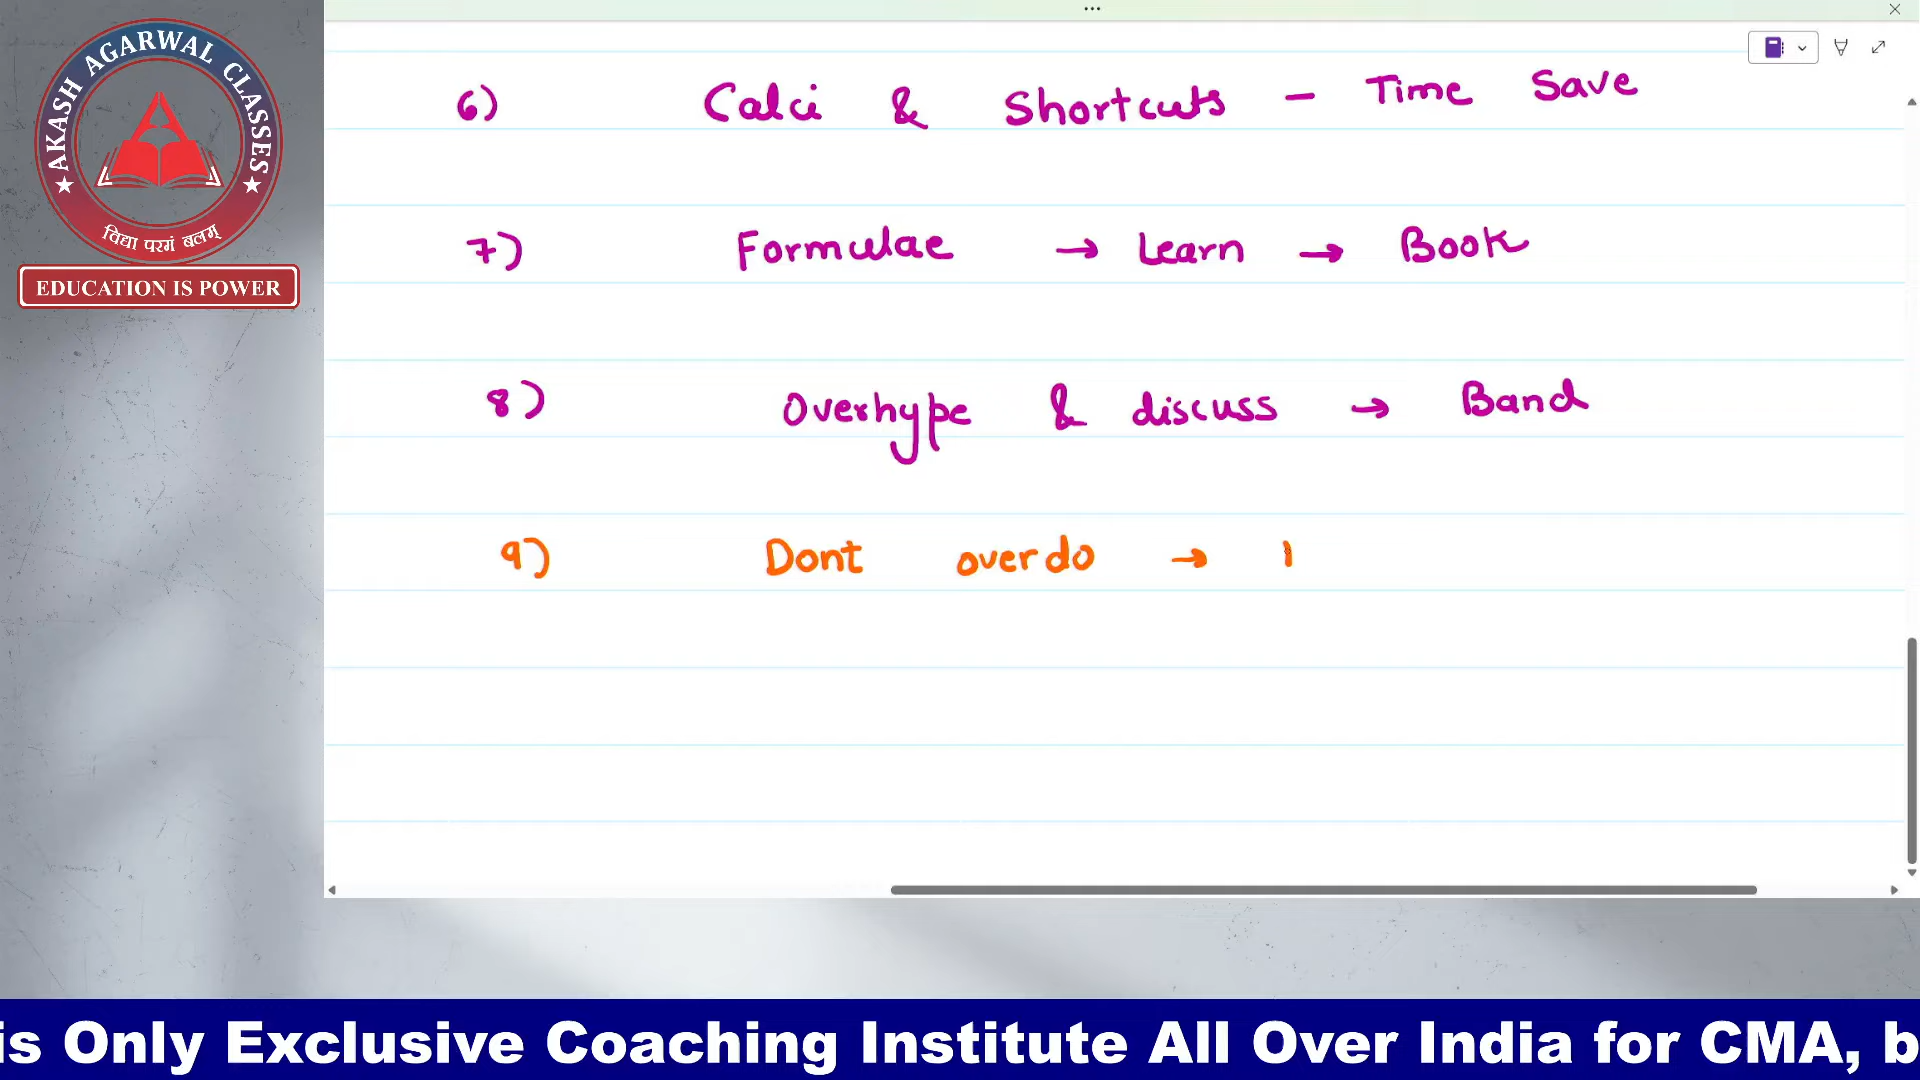 AKASH AGARWAL CLASSES
विद्या परमं बलम्
EDUCATION IS POWER
6) Calci & Shortcuts - Time Save
7) Formulae → Learn → Book
8) Overhype & discuss → Band
9) Dont overdo →
is Only Exclusive Coaching Institute All Over India for CMA, b